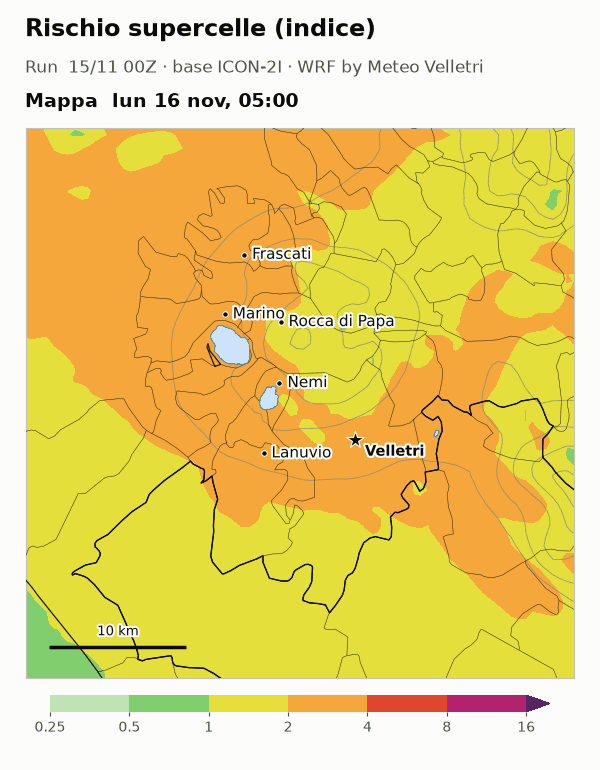 Rischio supercelle (indice)
Run  15/11 00Z · base ICON-2I · WRF by Meteo Velletri
Mappa  lun 16 nov, 05:00
Frascati
Marino
Rocca di Papa
Nemi
Velletri
Lanuvio
10 km
0.25 0.5 1 2 4 8 16